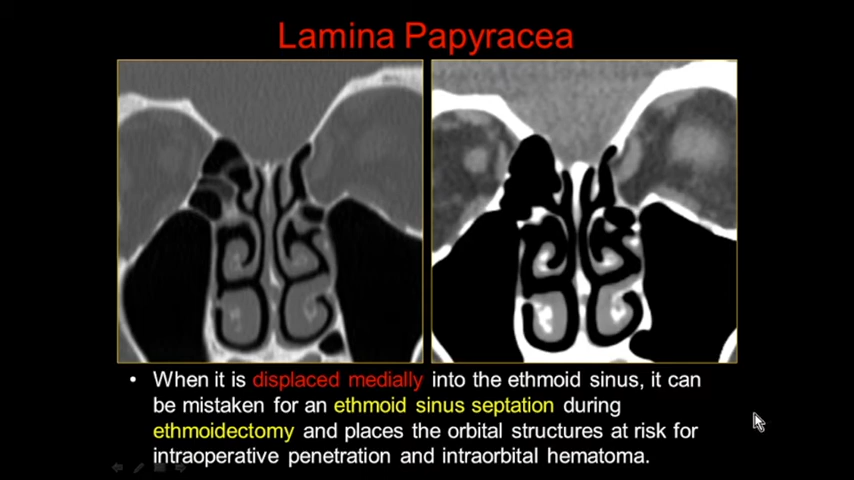 Lamina Papyracea
• When it is displaced medially into the ethmoid sinus, it can
be mistaken for an ethmoid sinus septation during
ethmoidectomy and places the orbital structures at risk for
intraoperative penetration and intraorbital hematoma.